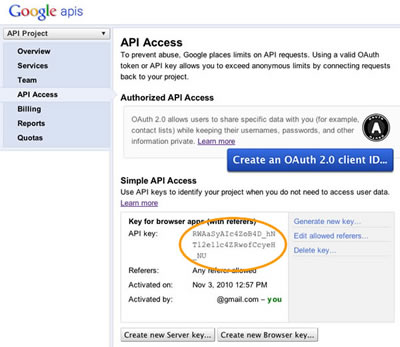 Google apis
API Project
Overview
Services
Team
API Access
Billing
Reports
Quotas
API Access
To prevent abuse, Google places limits on API requests. Using a valid OAuth
token or API key allows you to exceed anonymous limits by connecting requests
back to your project.
Authorized API Access
OAuth 2.0 allows users to share specific data with you (for example,
contact lists) while keeping their usernames, passwords, and other
information private. Learn more
Create an OAuth 2.0 client ID...
Simple API Access
Use API keys to identify your project when you do not need to access user data.
Learn more
Key for browser apps (with referers)
API key:
Referers: Any referer allowed
Activated on: Nov 3, 2010 12:57 PM
Activated by: @gmail.com – you
Generate new key...
Edit allowed referers...
Delete key...
Create new Server key...
Create new Browser key...